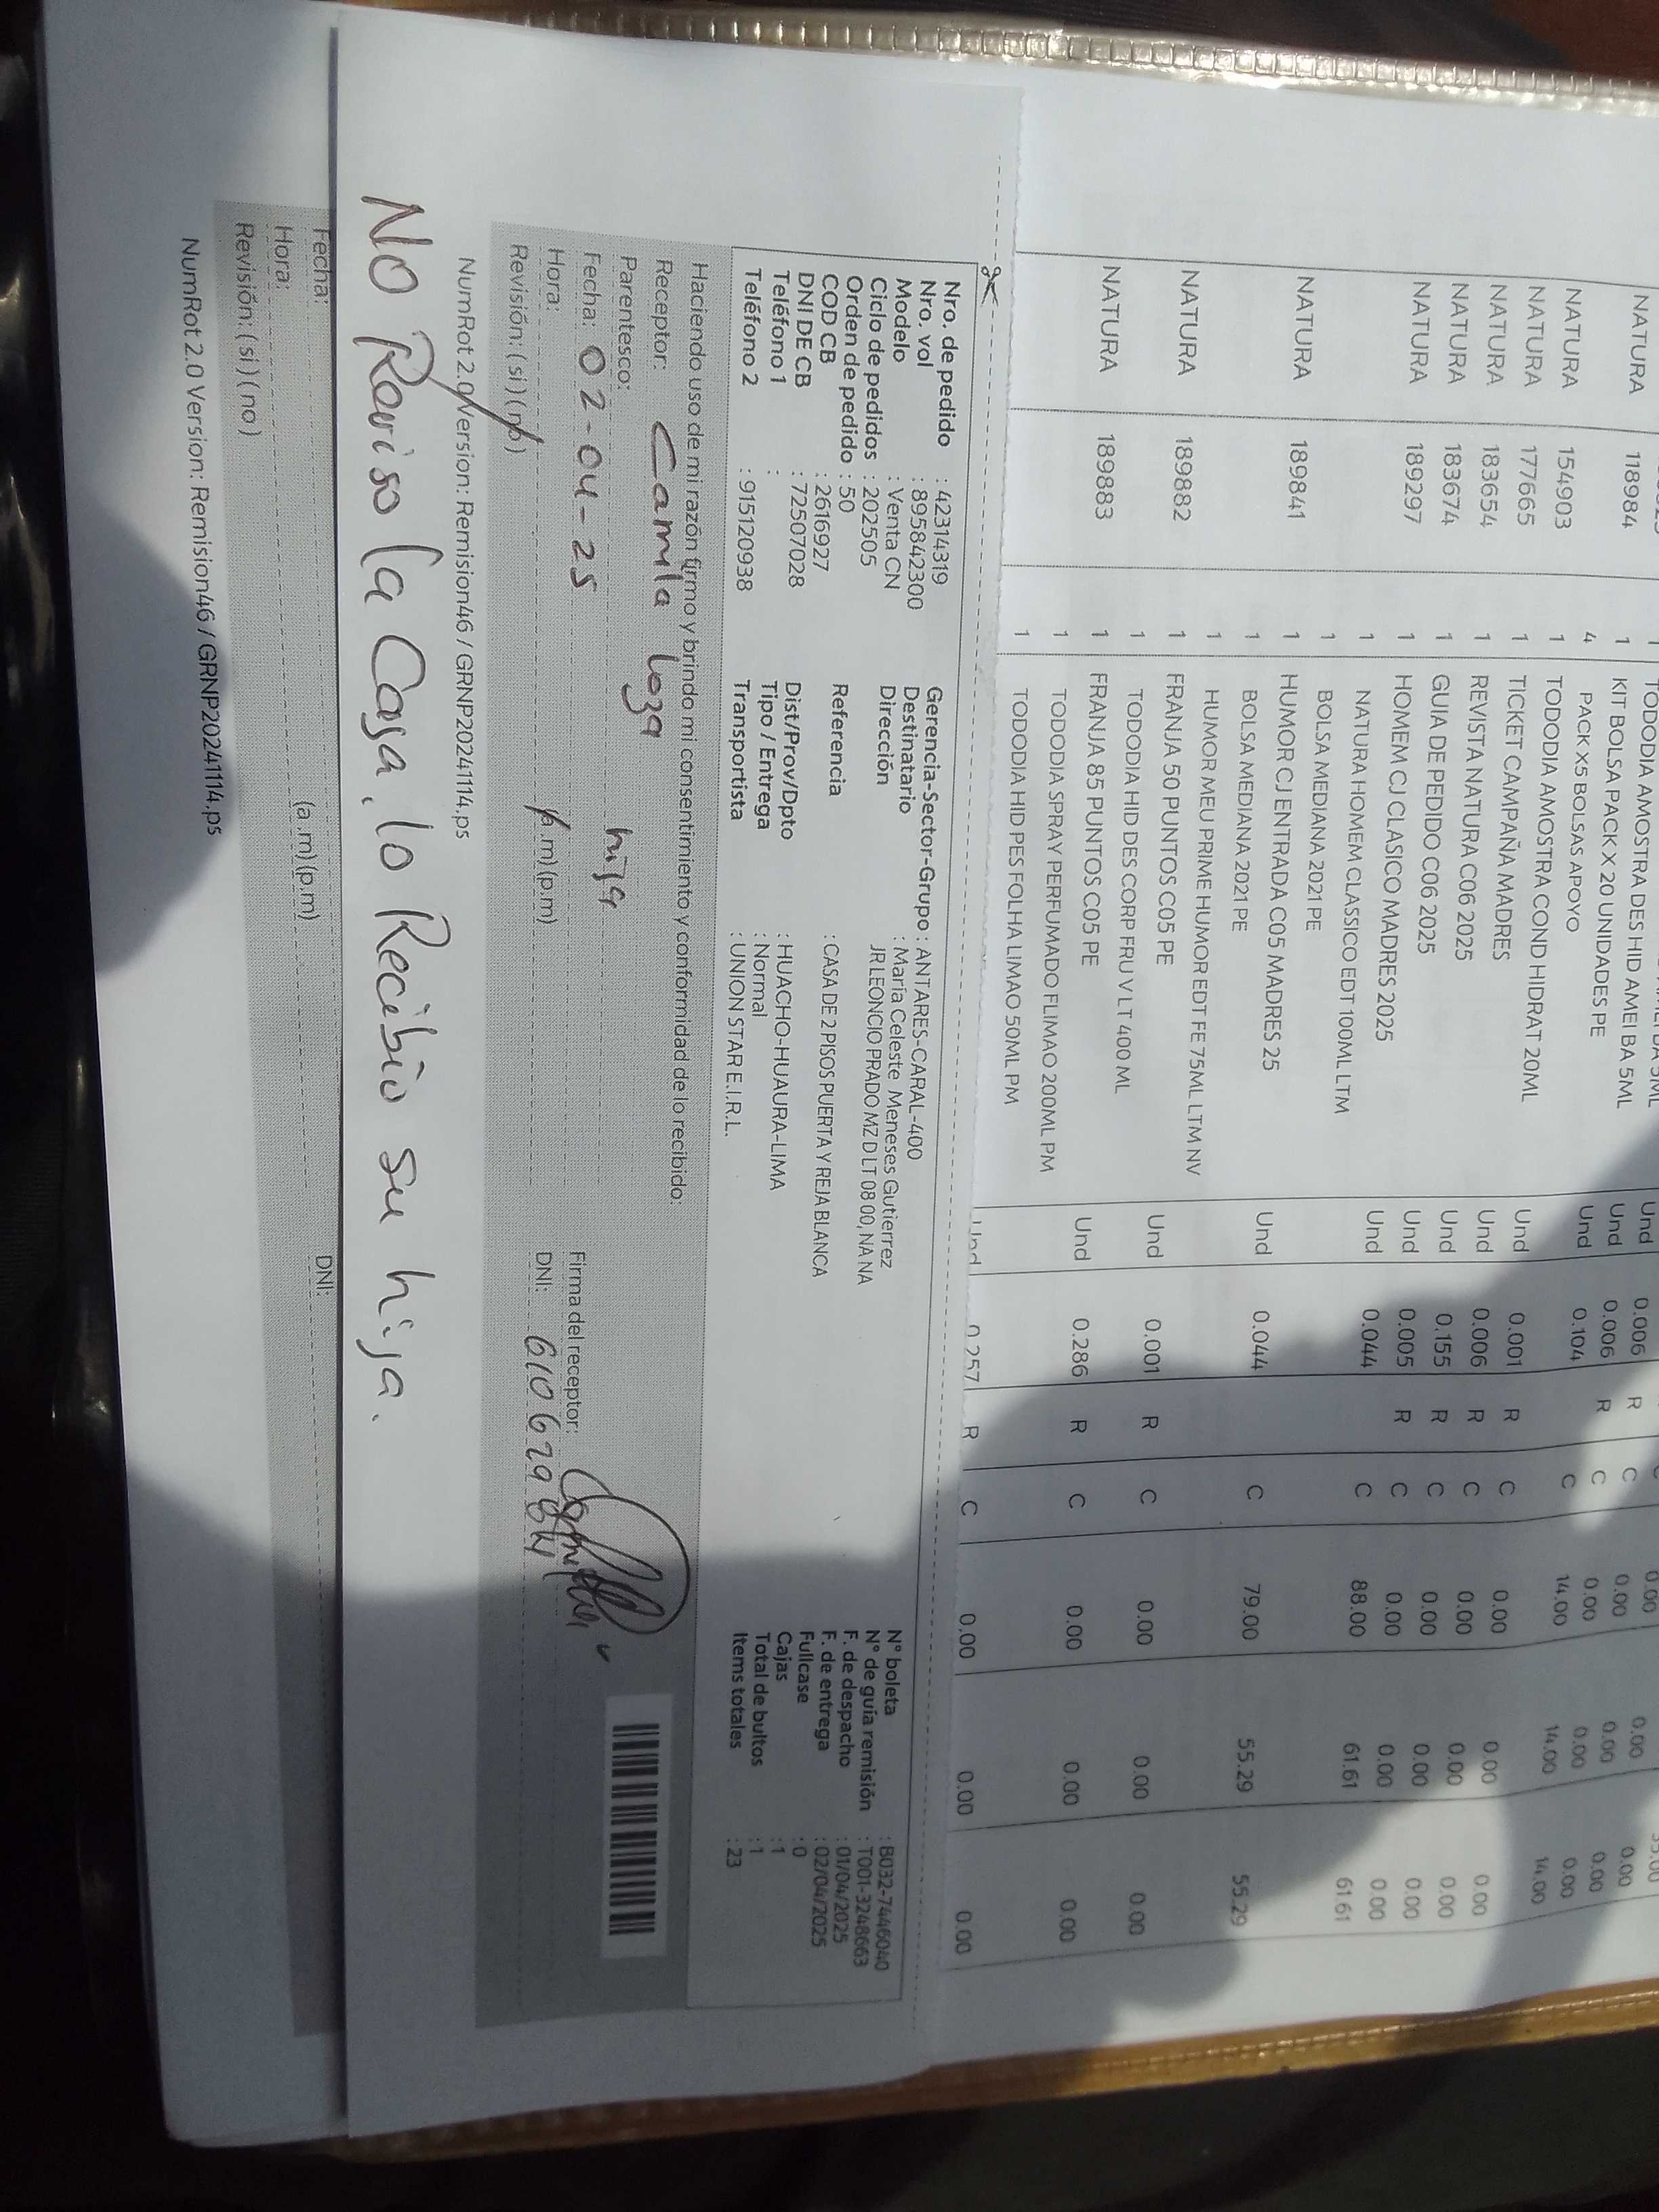 TODODIA AMOSTRA DES HID AMEI BA 5ML Und 0.006 R C 0.00 0.00 0.00
NATURA 118984 1 KIT BOLSA PACK X 20 UNIDADES PE Und 0.006 R C 0.00 0.00 0.00
4 PACK X5 BOLSAS APOYO Und 0.104 C 14.00 14.00 14.00
NATURA 154903 1 TODODIA AMOSTRA COND HIDRAT 20ML
NATURA 177665 1 TICKET CAMPAÑA MADRES Und 0.001 R C 0.00 0.00 0.00
NATURA 183654 1 REVISTA NATURA C06 2025 Und 0.006 R C 0.00 0.00 0.00
NATURA 183674 1 GUIA DE PEDIDO C06 2025 Und 0.155 R C 0.00 0.00 0.00
NATURA 189297 1 HOMEM CJ CLASICO MADRES 2025 Und 0.005 R C 0.00 0.00 0.00
1 NATURA HOMEM CLASSICO EDT 100ML LTM Und 0.044 C 88.00 61.61 61.61
1 BOLSA MEDIANA 2021 PE
NATURA 189841 1 HUMOR CJ ENTRADA C05 MADRES 25 Und 0.044 C 79.00 55.29 55.29
1 BOLSA MEDIANA 2021 PE
1 HUMOR MEU PRIME HUMOR EDT FE 75ML LTM NV
NATURA 189882 1 FRANJA 50 PUNTOS C05 PE Und 0.001 R C 0.00 0.00 0.00
1 TODODIA HID DES CORP FRU V LT 400 ML
NATURA 189883 1 FRANJA 85 PUNTOS C05 PE Und 0.286 R C 0.00 0.00 0.00
1 TODODIA SPRAY PERFUMADO FLIMAO 200ML PM
1 TODODIA HID PES FOLHA LIMAO 50ML PM
Und 0.257 R C 0.00 0.00 0.00
Nro. de pedido : 42314319 Gerencia-Sector-Grupo : ANTARES-CARAL-400 N° boleta : B032-7446040
Nro. vol : 895842300 Destinatario : María Celeste Meneses Gutierrez N° de guía remisión : T001-3248663
Modelo : Venta CN Dirección JR LEONCIO PRADO MZ D LT 08 00, NA NA F. de despacho : 01/04/2025
Ciclo de pedidos : 202505 F. de entrega : 02/04/2025
Orden de pedido : 50 Referencia : CASA DE 2 PISOS PUERTA Y REJA BLANCA Fullcase : 0
COD CB : 2616927 Cajas : 1
DNI DE CB : 72507028 Dist/Prov/Dpto : HUACHO-HUAURA-LIMA Total de bultos : 1
Teléfono 1 : Tipo / Entrega : Normal Items totales : 23
Teléfono 2 : 915120938 Transportista : UNION STAR E.I.R.L.
Haciendo uso de mi razón firmo y brindo mi consentimiento y conformidad de lo recibido:
Receptor: Camila loza
Parentesco: hija Firma del receptor:
Fecha: 02-04-25 DNI: 61062984
Hora: (a.m) (p.m)
Revisión: (si) (no)
NumRot 2.0 Version: Remision46 / GRNP20241114.ps
NO Reviso la Casa, lo Recibio su hija.
Fecha: DNI:
Hora: (a.m) (p.m)
Revisión: (si) (no)
NumRot 2.0 Version: Remision46 / GRNP20241114.ps